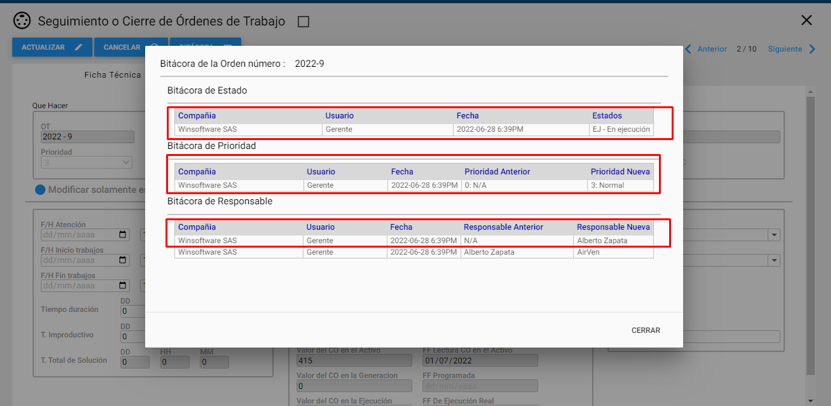 Seguimiento o Cierre de Órdenes de Trabajo
ACTUALIZAR CANCELAR
Anterior 2 / 10 Siguiente
Ficha Técnica
Bitácora de la Orden número : 2022-9
Bitácora de Estado
Compañia Usuario Fecha Estados
Winsoftware SAS Gerente 2022-06-28 6:39PM EJ - En ejecución
Bitácora de Prioridad
Compañia Usuario Fecha Prioridad Anterior Prioridad Nueva
Winsoftware SAS Gerente 2022-06-28 6:39PM 0: N/A 3: Normal
Bitácora de Responsable
Compañia Usuario Fecha Responsable Anterior Responsable Nueva
Winsoftware SAS Gerente 2022-06-28 6:39PM N/A Alberto Zapata
Winsoftware SAS Gerente 2022-06-28 6:39PM Alberto Zapata AirVen
CERRAR
Que Hacer
OT
2022 - 9
Prioridad
3
Modificar solamente
F/H Atención
dd/mm/aaaa
F/H Inicio trabajos
dd/mm/aaaa
F/H Fin trabajos
dd/mm/aaaa
DD
Tiempo duración 0
DD
T. Improductivo 0
DD HH MM
T. Total de Solución 0 0 0
Valor del CO en el Activo FF Lectura CO en el Activo
415 01/07/2022
Valor del CO en la Generacion FF Programada
0
Valor del CO en la Ejecución FF De Ejecución Real